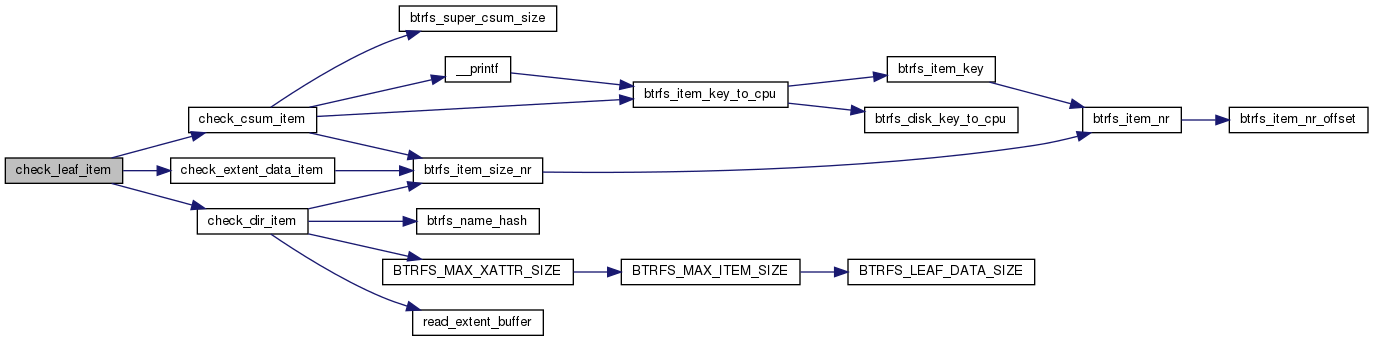 btrfs_super_csum_size
__printf
btrfs_item_key
btrfs_item_key_to_cpu
check_csum_item
btrfs_disk_key_to_cpu
btrfs_item_nr
btrfs_item_nr_offset
check_leaf_item
check_extent_data_item
btrfs_item_size_nr
check_dir_item
btrfs_name_hash
BTRFS_MAX_XATTR_SIZE
BTRFS_MAX_ITEM_SIZE
BTRFS_LEAF_DATA_SIZE
read_extent_buffer